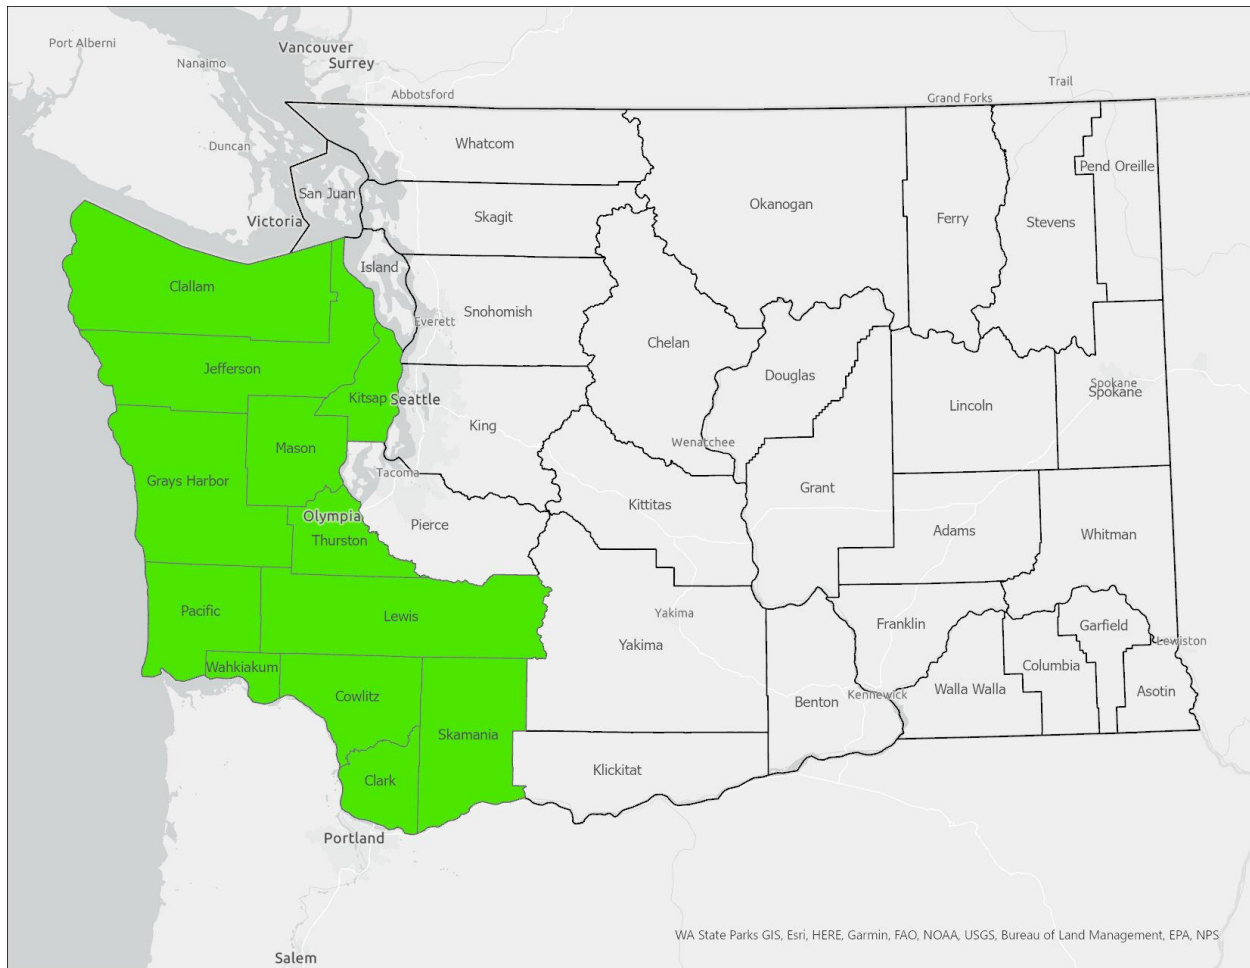 Port Alberni
Vancouver
Surrey
Nanaimo
Trail
Abbotsford
Grand Forks
Duncan
Whatcom
Pend Oreille
San Juan
Okanogan
Victoria
Skagit
Ferry
Stevens
Island
Clallam
Snohomish
Everett
Chelan
Jefferson
Douglas
Spokane
Spokane
Kitsap
Seattle
Lincoln
King
Wenatchee
Mason
Tacoma
Grays Harbor
Grant
Kittitas
Olympia
Pierce
Adams
Whitman
Thurston
Pacific
Lewis
Yakima
Yakima
Franklin
Garfield
Lewiston
Wahkiakum
Columbia
Cowlitz
Walla Walla
Asotin
Kennewick
Benton
Skamania
Klickitat
Clark
Portland
WA State Parks GIS, Esri, HERE, Garmin, FAO, NOAA, USGS, Bureau of Land Management, EPA, NPS
Salem